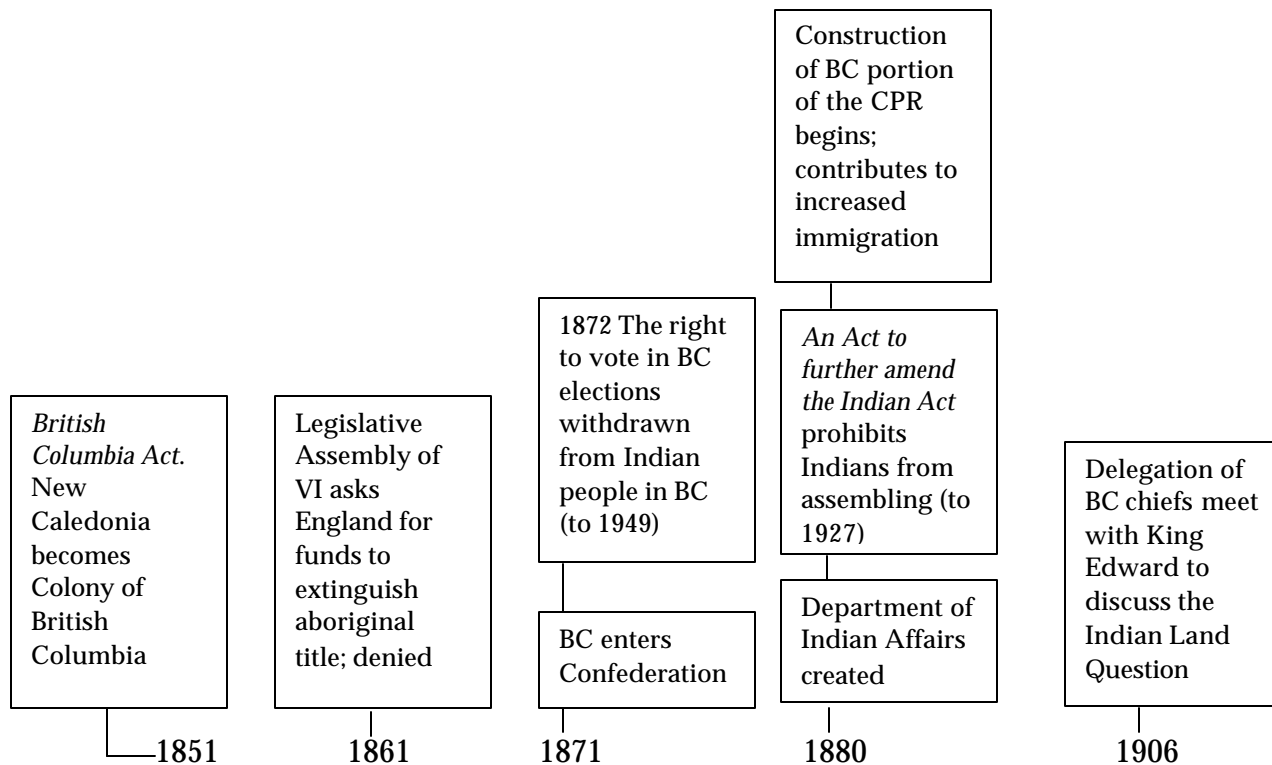 British
Columbia Act.
New
Caledonia
becomes
Colony of
British
Columbia
Legislative
Assembly of
VI asks
England for
funds to
extinguish
aboriginal
title; denied
1872 The right
to vote in BC
elections
withdrawn
from Indian
people in BC
(to 1949)
BC enters
Confederation
Construction
of BC portion
of the CPR
begins;
contributes to
increased
immigration
An Act to
further amend
the Indian Act
prohibits
Indians from
assembling (to
1927)
Department of
Indian Affairs
created
Delegation of
BC chiefs meet
with King
Edward to
discuss the
Indian Land
Question
1851
1861
1871
1880
1906